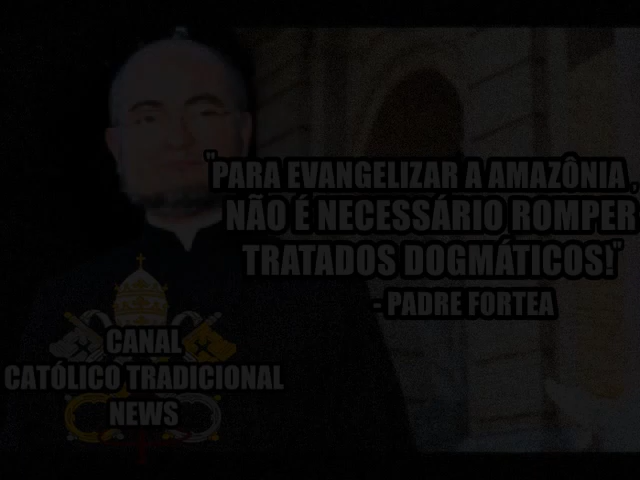 "PARA EVANGELIZAR A AMAZÔNIA ,
NÃO É NECESSÁRIO ROMPER
TRATADOS DOGMÁTICOS!"
- PADRE FORTEA
CANAL
CATÓLICO TRADICIONAL
NEWS